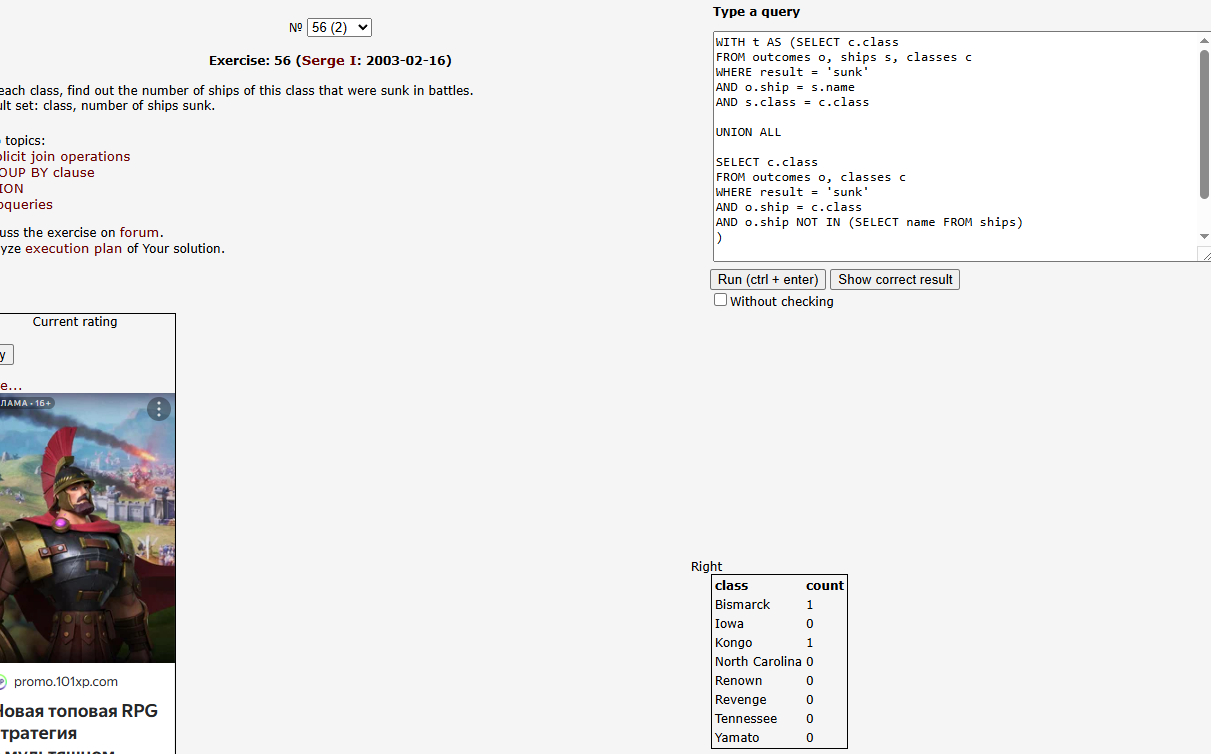 № 56 (2)
Exercise: 56 (Serge I: 2003-02-16)
each class, find out the number of ships of this class that were sunk in battles.
ult set: class, number of ships sunk.
topics:
plicit join operations
OUP BY clause
ION
oqueries
uss the exercise on forum.
yze execution plan of Your solution.
Current rating
y
e...
ЛАМА • 16+
promo.101xp.com
Новая топовая RPG
стратегия
мультяшном
Type a query
WITH t AS (SELECT c.class
FROM outcomes o, ships s, classes c
WHERE result = 'sunk'
AND o.ship = s.name
AND s.class = c.class
UNION ALL
SELECT c.class
FROM outcomes o, classes c
WHERE result = 'sunk'
AND o.ship = c.class
AND o.ship NOT IN (SELECT name FROM ships)
)
Run (ctrl + enter) Show correct result
Without checking
Right
class count
Bismarck 1
Iowa 0
Kongo 1
North Carolina 0
Renown 0
Revenge 0
Tennessee 0
Yamato 0